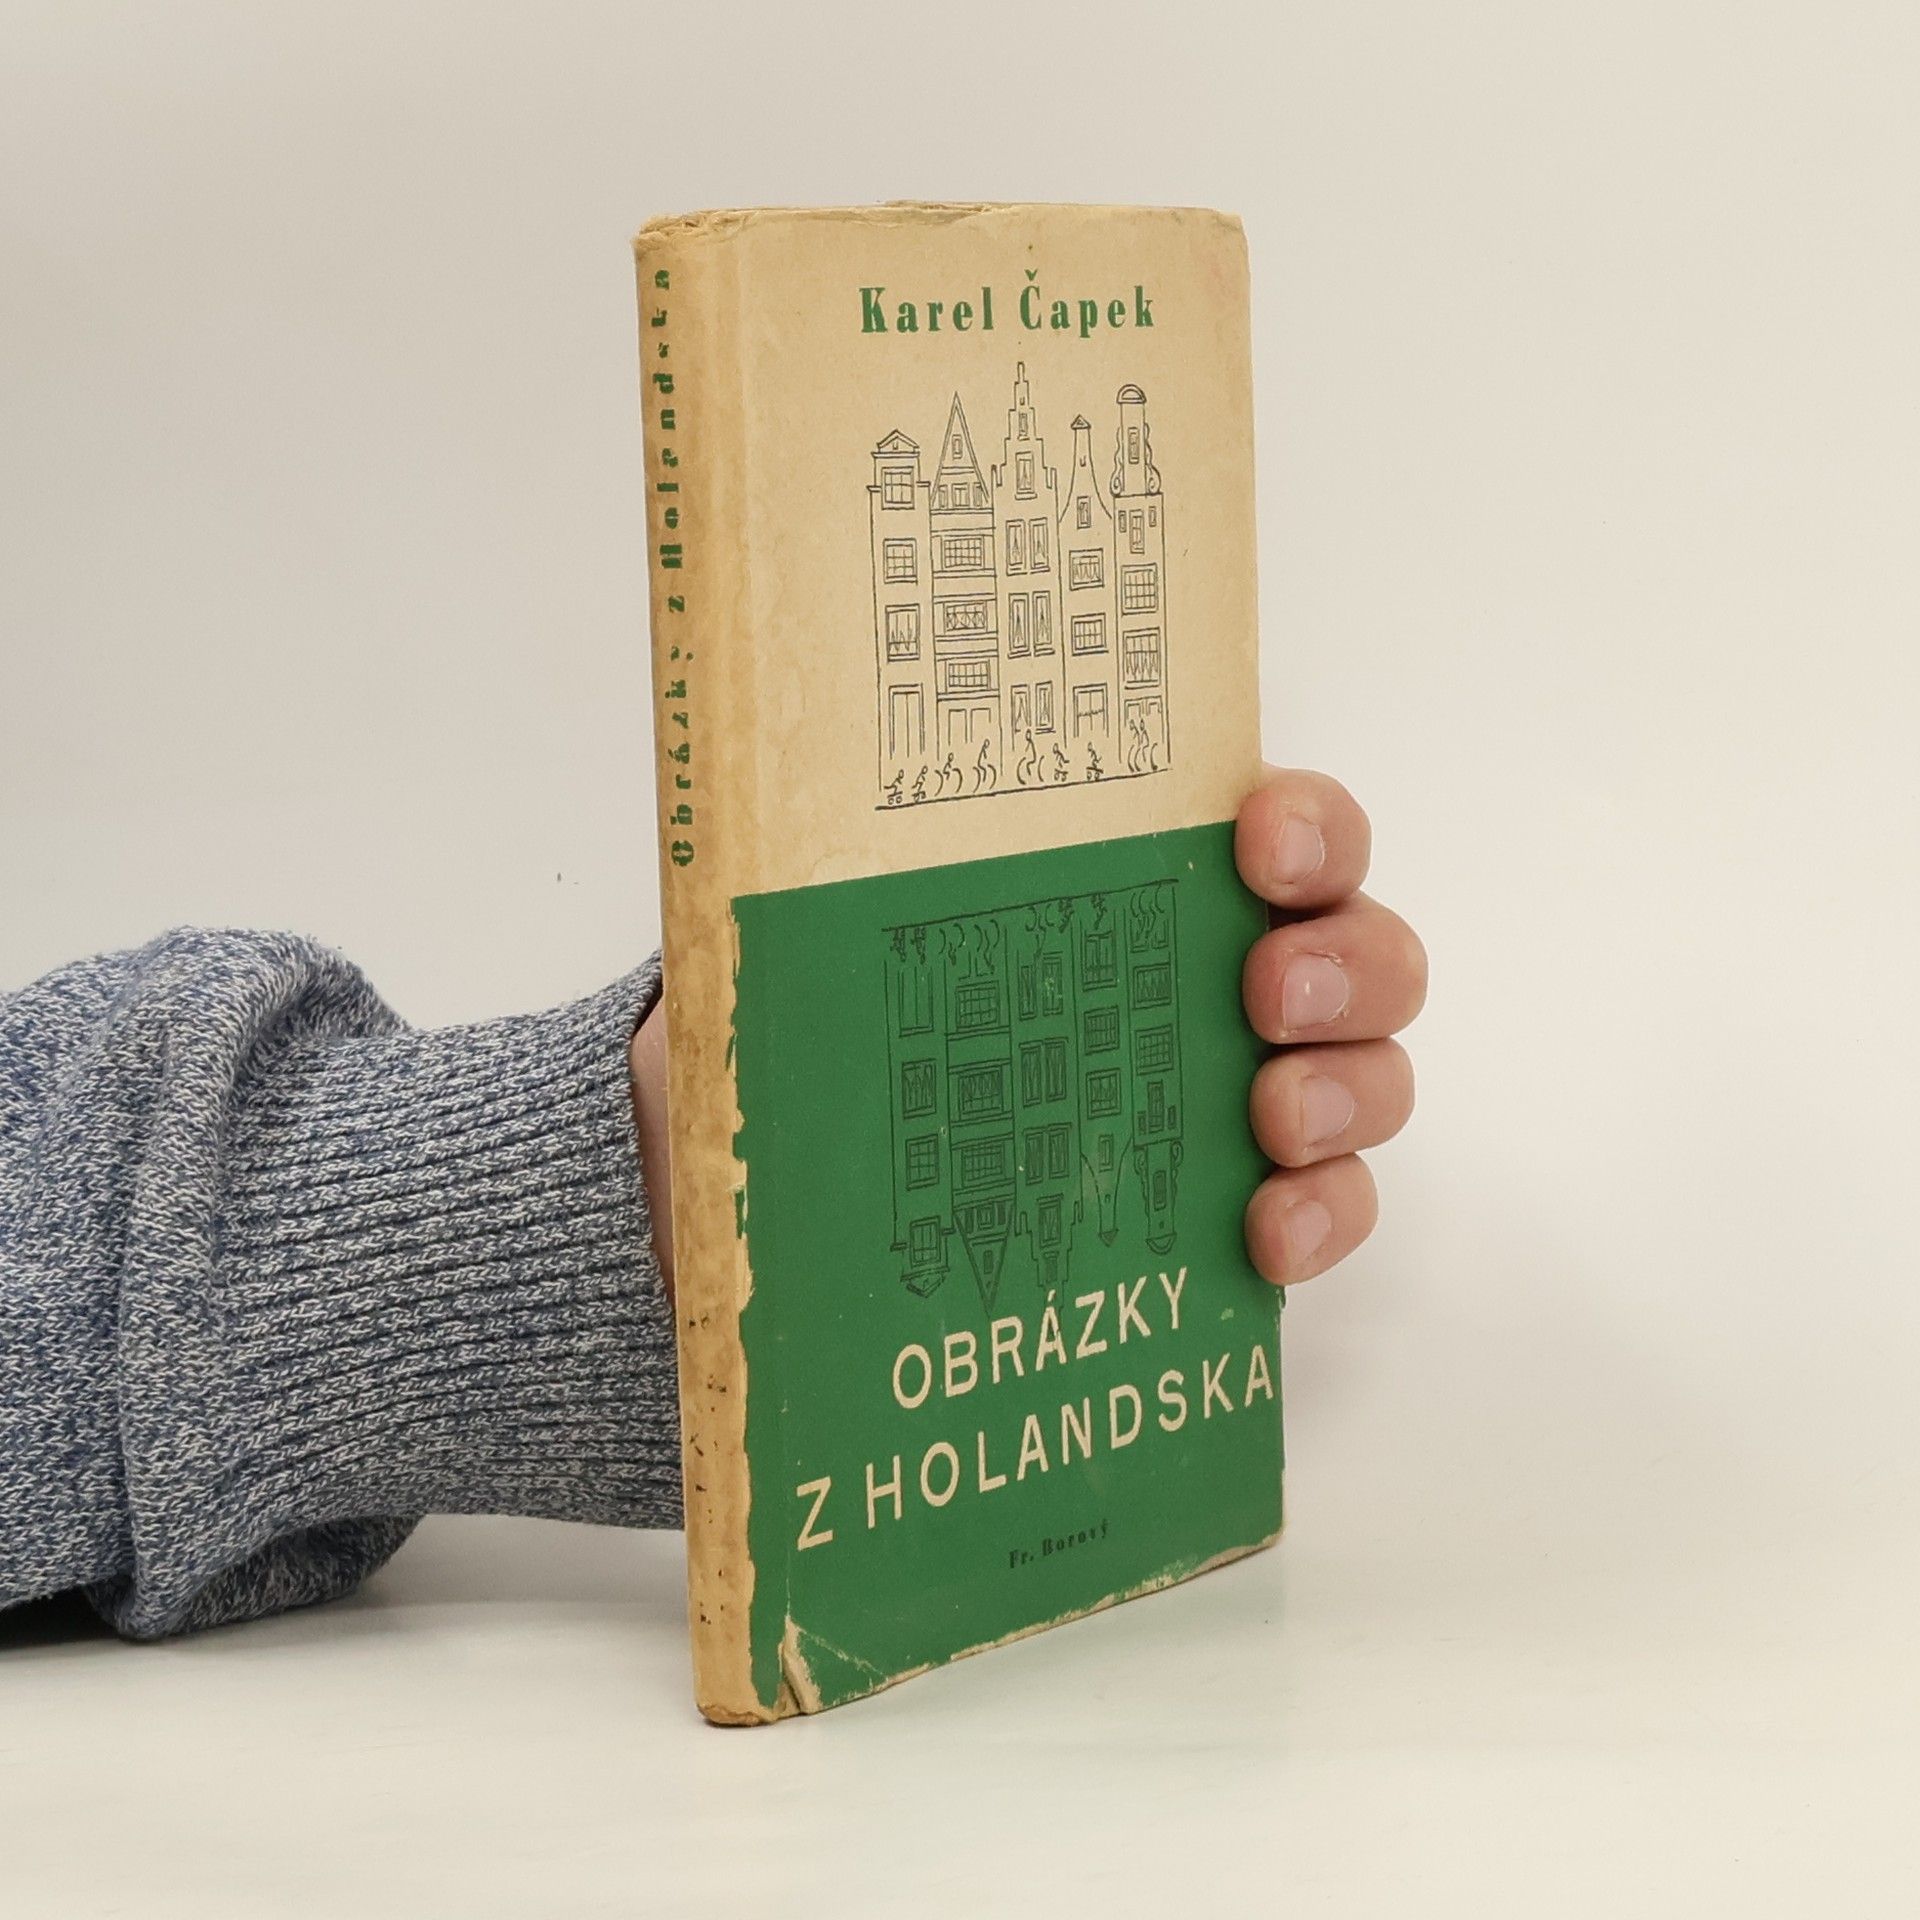 Obrázky z Holandska
Karel Čapek
OBRÁZKY
Z HOLANDSKA
Fr. Borový